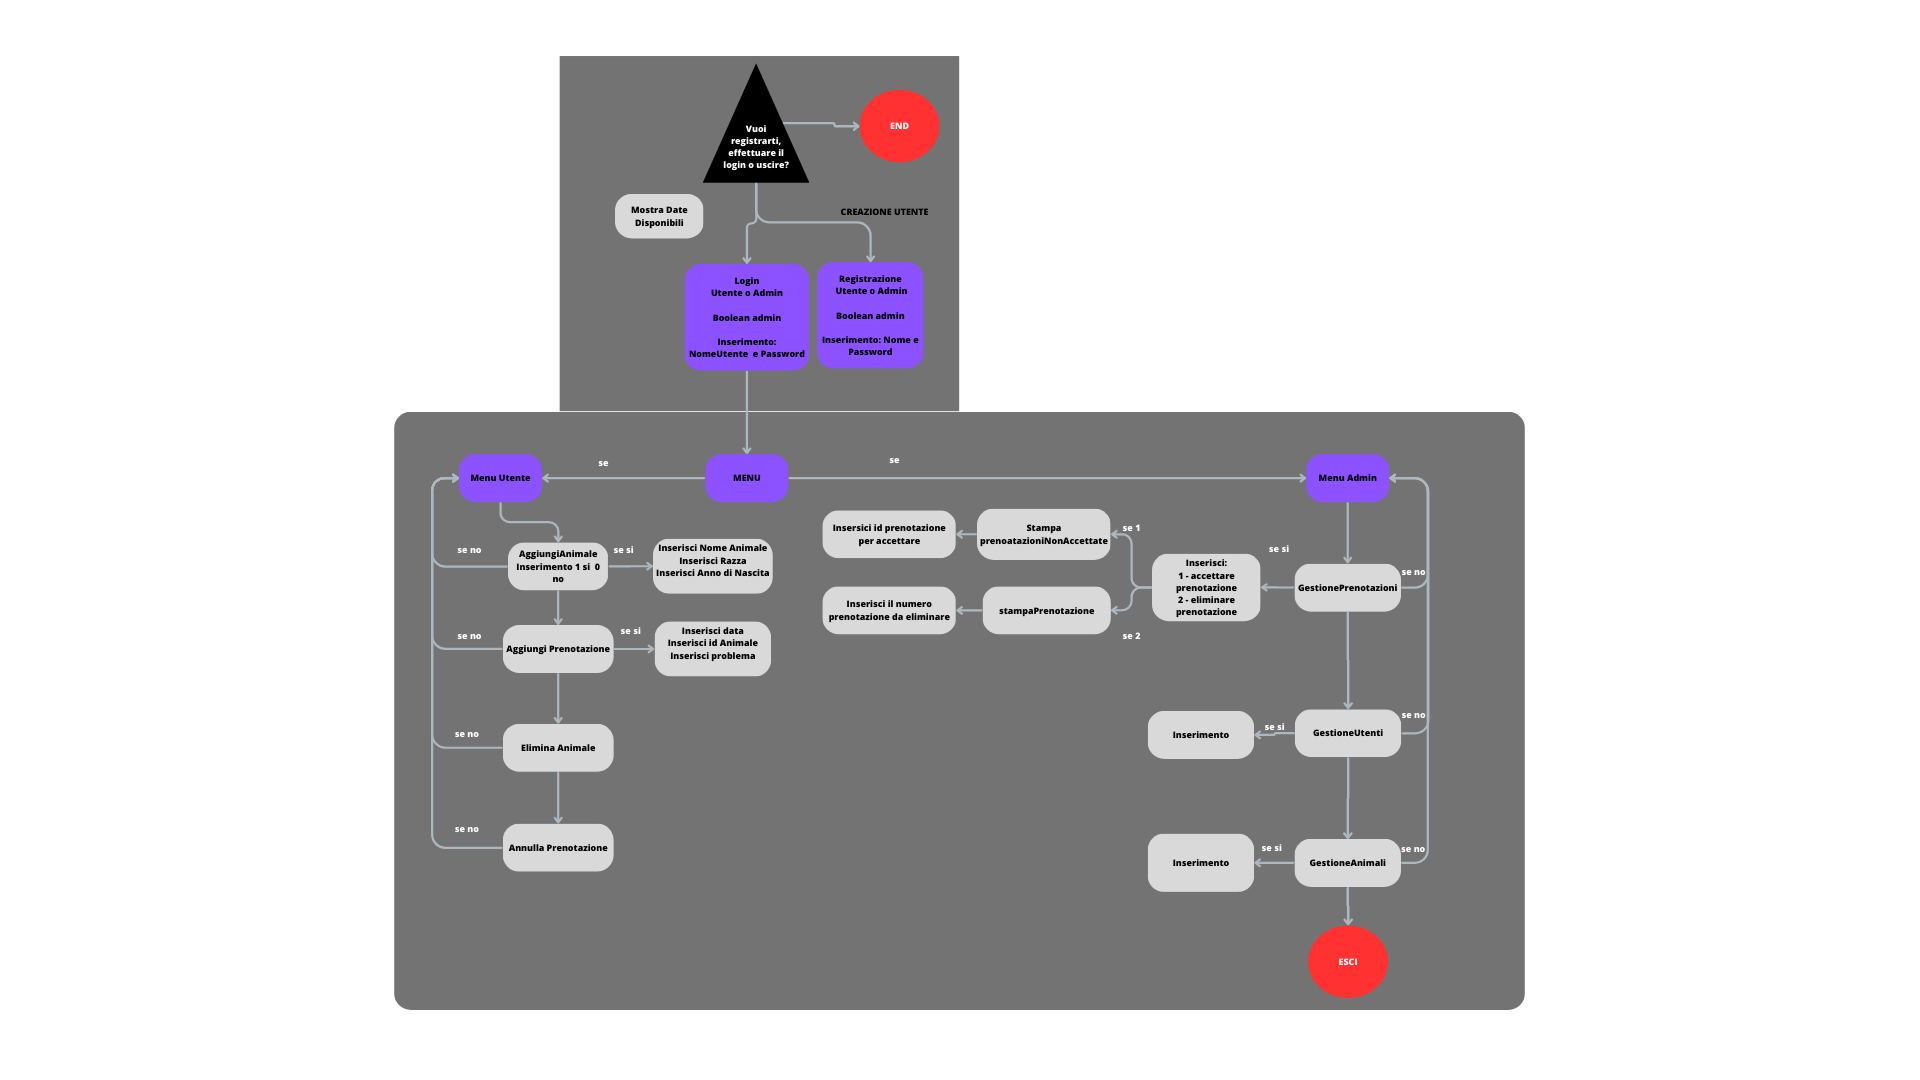 Vuoi
registrarti,
effettuare il
login o uscire?
END
Mostra Date
Disponibili
CREAZIONE UTENTE
Login
Utente o Admin
Boolean admin
Inserimento:
NomeUtente e Password
Registrazione
Utente o Admin
Boolean admin
Inserimento: Nome e
Password
Menu Utente
se
MENU
se
Menu Admin
se no
AggiungiAnimale
Inserimento 1 si 0
no
se si
Inserisci Nome Animale
Inserisci Razza
Inserisci Anno di Nascita
se no
Aggiungi Prenotazione
se si
Inserisci data
Inserisci id Animale
Inserisci problema
se no
Elimina Animale
se no
Annulla Prenotazione
Insersici id prenotazione
per accettare
Stampa
prenoatazioniNonAccettate
se 1
Inserisci:
1 - accettare
prenotazione
2 - eliminare
prenotazione
se si
GestionePrenotazioni
se no
Inserisci il numero
prenotazione da eliminare
stampaPrenotazione
se 2
Inserimento
se si
GestioneUtenti
se no
Inserimento
se si
GestioneAnimali
se no
ESCI